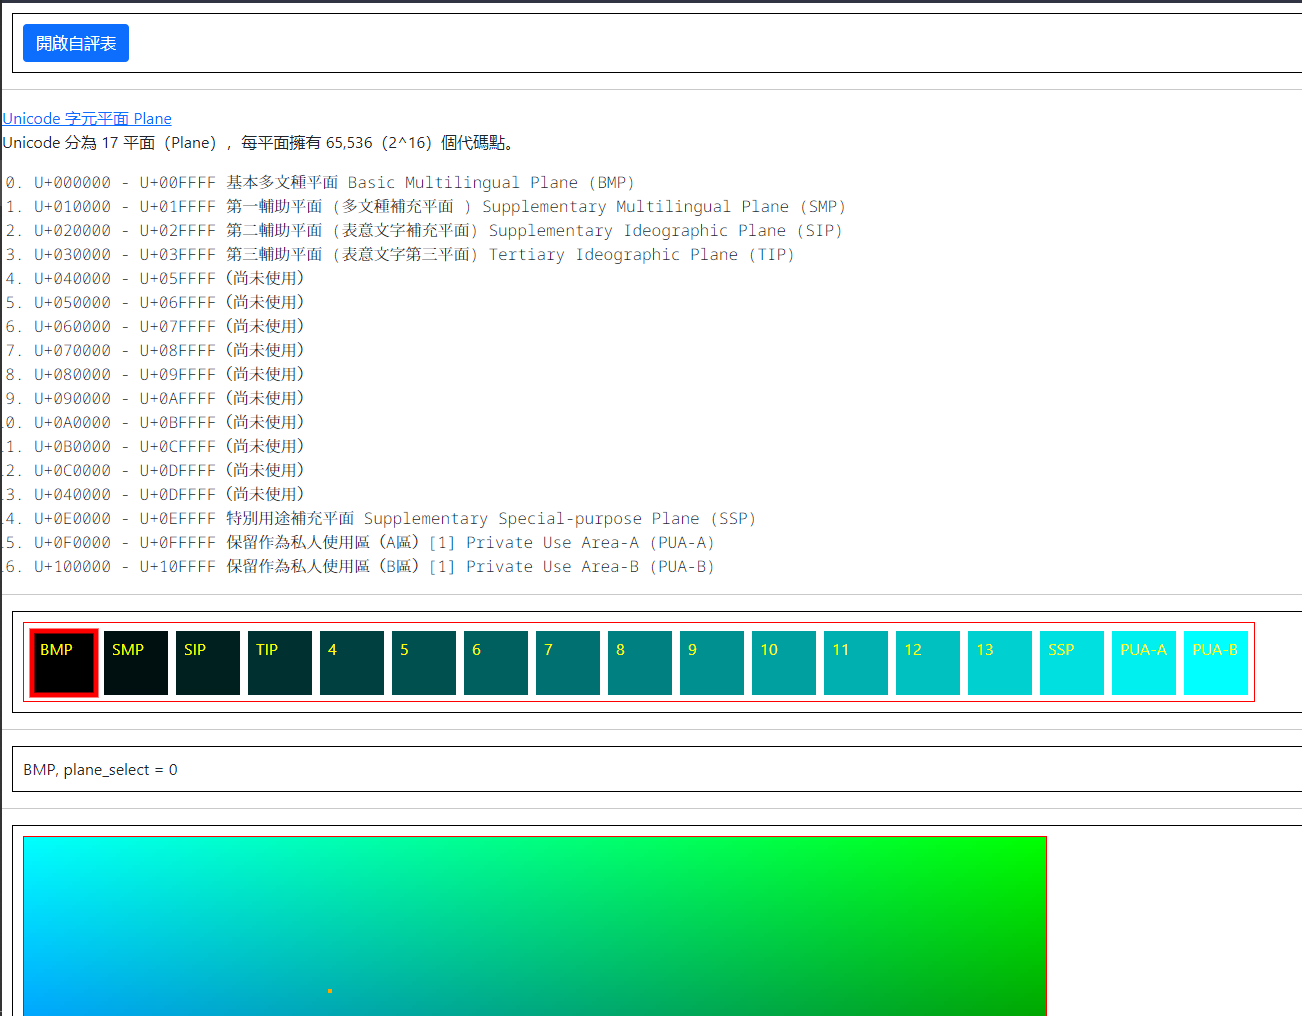 開啟自評表
Unicode 字元平面 Plane
Unicode 分為 17 平面（Plane），每平面擁有 65,536（2^16）個代碼點。
0. U+000000 - U+00FFFF 基本多文種平面 Basic Multilingual Plane (BMP)
1. U+010000 - U+01FFFF 第一輔助平面 (多文種補充平面 ) Supplementary Multilingual Plane (SMP)
2. U+020000 - U+02FFFF 第二輔助平面 (表意文字補充平面) Supplementary Ideographic Plane (SIP)
3. U+030000 - U+03FFFF 第三輔助平面 (表意文字第三平面) Tertiary Ideographic Plane (TIP)
4. U+040000 - U+05FFFF（尚未使用）
5. U+050000 - U+06FFFF（尚未使用）
6. U+060000 - U+07FFFF（尚未使用）
7. U+070000 - U+08FFFF（尚未使用）
8. U+080000 - U+09FFFF（尚未使用）
9. U+090000 - U+0AFFFF（尚未使用）
0. U+0A0000 - U+0BFFFF（尚未使用）
1. U+0B0000 - U+0CFFFF（尚未使用）
2. U+0C0000 - U+0DFFFF（尚未使用）
3. U+040000 - U+0DFFFF（尚未使用）
4. U+0E0000 - U+0EFFFF 特別用途補充平面 Supplementary Special-purpose Plane (SSP)
5. U+0F0000 - U+0FFFFF 保留作為私人使用區（A區）[1] Private Use Area-A (PUA-A)
6. U+100000 - U+10FFFF 保留作為私人使用區（B區）[1] Private Use Area-B (PUA-B)
BMP SMP SIP TIP 4 5 6 7 8 9 10 11 12 13 SSP PUA-A PUA-B
BMP, plane_select = 0